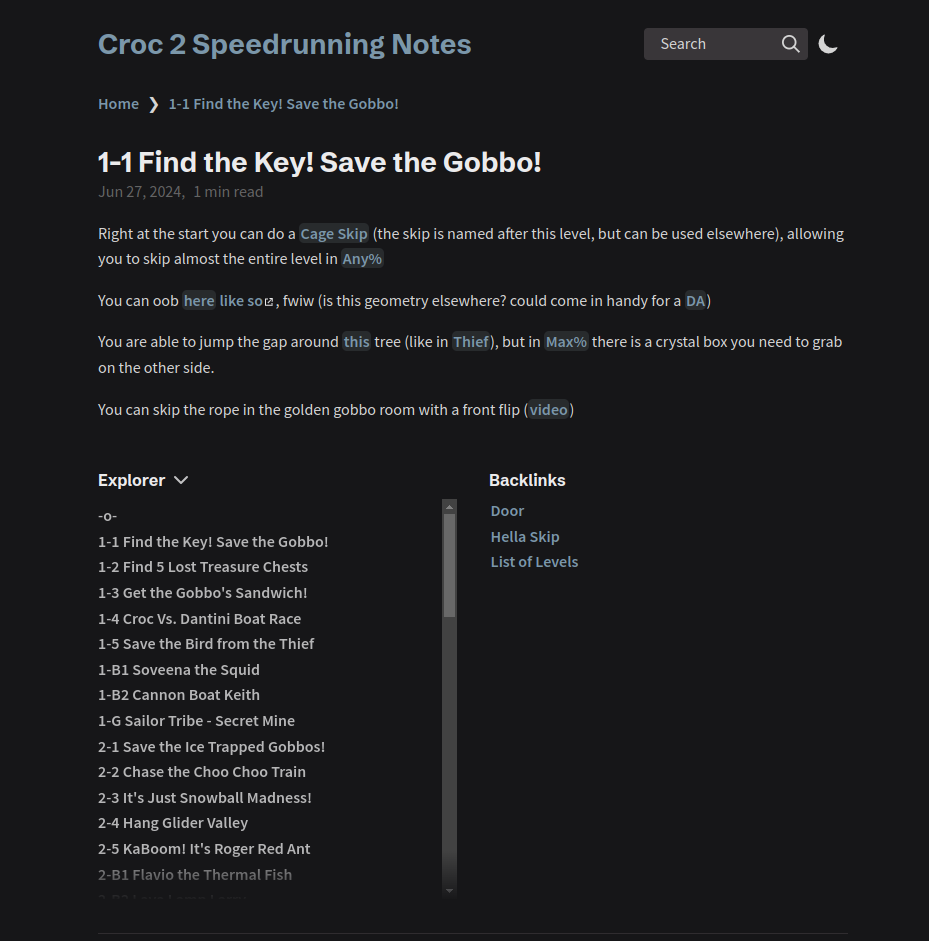 Croc 2 Speedrunning Notes
Search
Home ❯ 1-1 Find the Key! Save the Gobbo!
1-1 Find the Key! Save the Gobbo!
Jun 27, 2024, 1 min read
Right at the start you can do a Cage Skip (the skip is named after this level, but can be used elsewhere), allowing
you to skip almost the entire level in Any%
You can oob here like so, fwiw (is this geometry elsewhere? could come in handy for a DA)
You are able to jump the gap around this tree (like in Thief), but in Max% there is a crystal box you need to grab
on the other side.
You can skip the rope in the golden gobbo room with a front flip (video)
Explorer
-o-
1-1 Find the Key! Save the Gobbo!
1-2 Find 5 Lost Treasure Chests
1-3 Get the Gobbo's Sandwich!
1-4 Croc Vs. Dantini Boat Race
1-5 Save the Bird from the Thief
1-B1 Soveena the Squid
1-B2 Cannon Boat Keith
1-G Sailor Tribe - Secret Mine
2-1 Save the Ice Trapped Gobbos!
2-2 Chase the Choo Choo Train
2-3 It's Just Snowball Madness!
2-4 Hang Glider Valley
2-5 KaBoom! It's Roger Red Ant
2-B1 Flavio the Thermal Fish
Backlinks
Door
Hella Skip
List of Levels